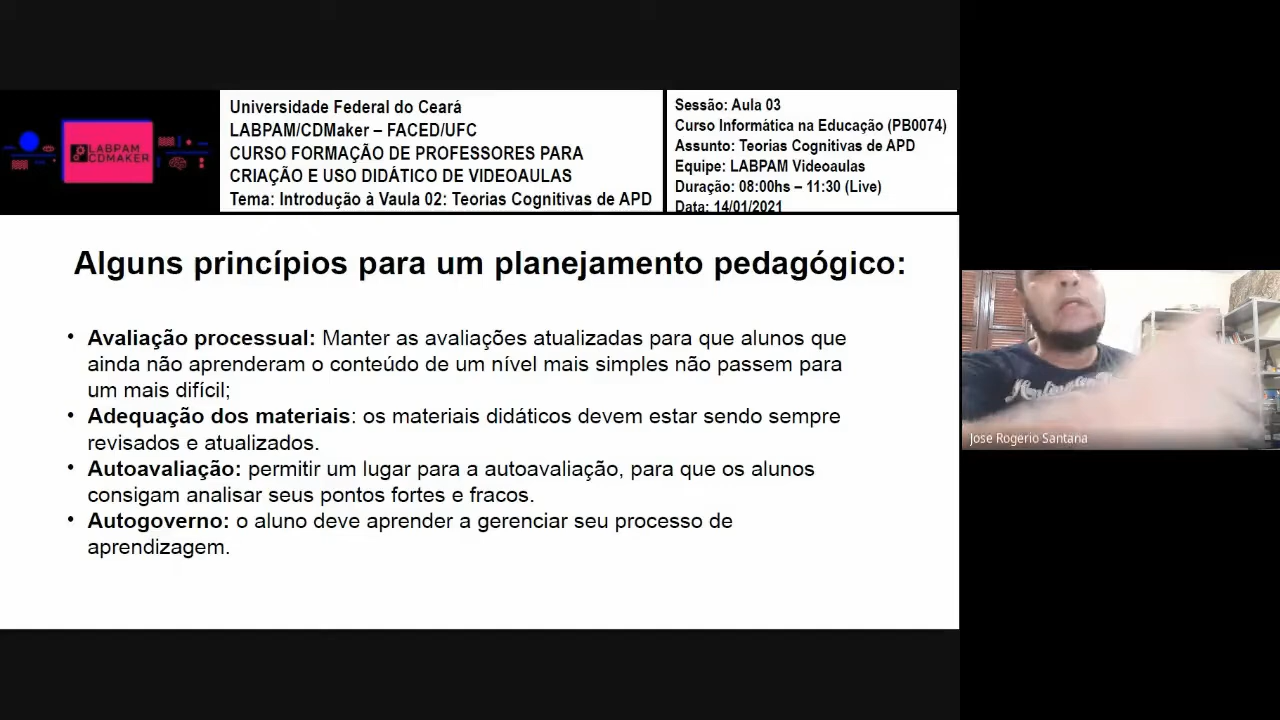 LABPAM
CDMAKER
Universidade Federal do Ceará
LABPAM/CDMaker – FACED/UFC
CURSO FORMAÇÃO DE PROFESSORES PARA
CRIAÇÃO E USO DIDÁTICO DE VIDEOAULAS
Tema: Introdução à Vaula 02: Teorias Cognitivas de APD
Sessão: Aula 03
Curso Informática na Educação (PB0074)
Assunto: Teorias Cognitivas de APD
Equipe: LABPAM Videoaulas
Duração: 08:00hs – 11:30 (Live)
Data: 14/01/2021
Alguns princípios para um planejamento pedagógico:
• Avaliação processual: Manter as avaliações atualizadas para que alunos que
ainda não aprenderam o conteúdo de um nível mais simples não passem para
um mais difícil;
• Adequação dos materiais: os materiais didáticos devem estar sendo sempre
revisados e atualizados.
• Autoavaliação: permitir um lugar para a autoavaliação, para que os alunos
consigam analisar seus pontos fortes e fracos.
• Autogoverno: o aluno deve aprender a gerenciar seu processo de
aprendizagem.
Jose Rogerio Santana